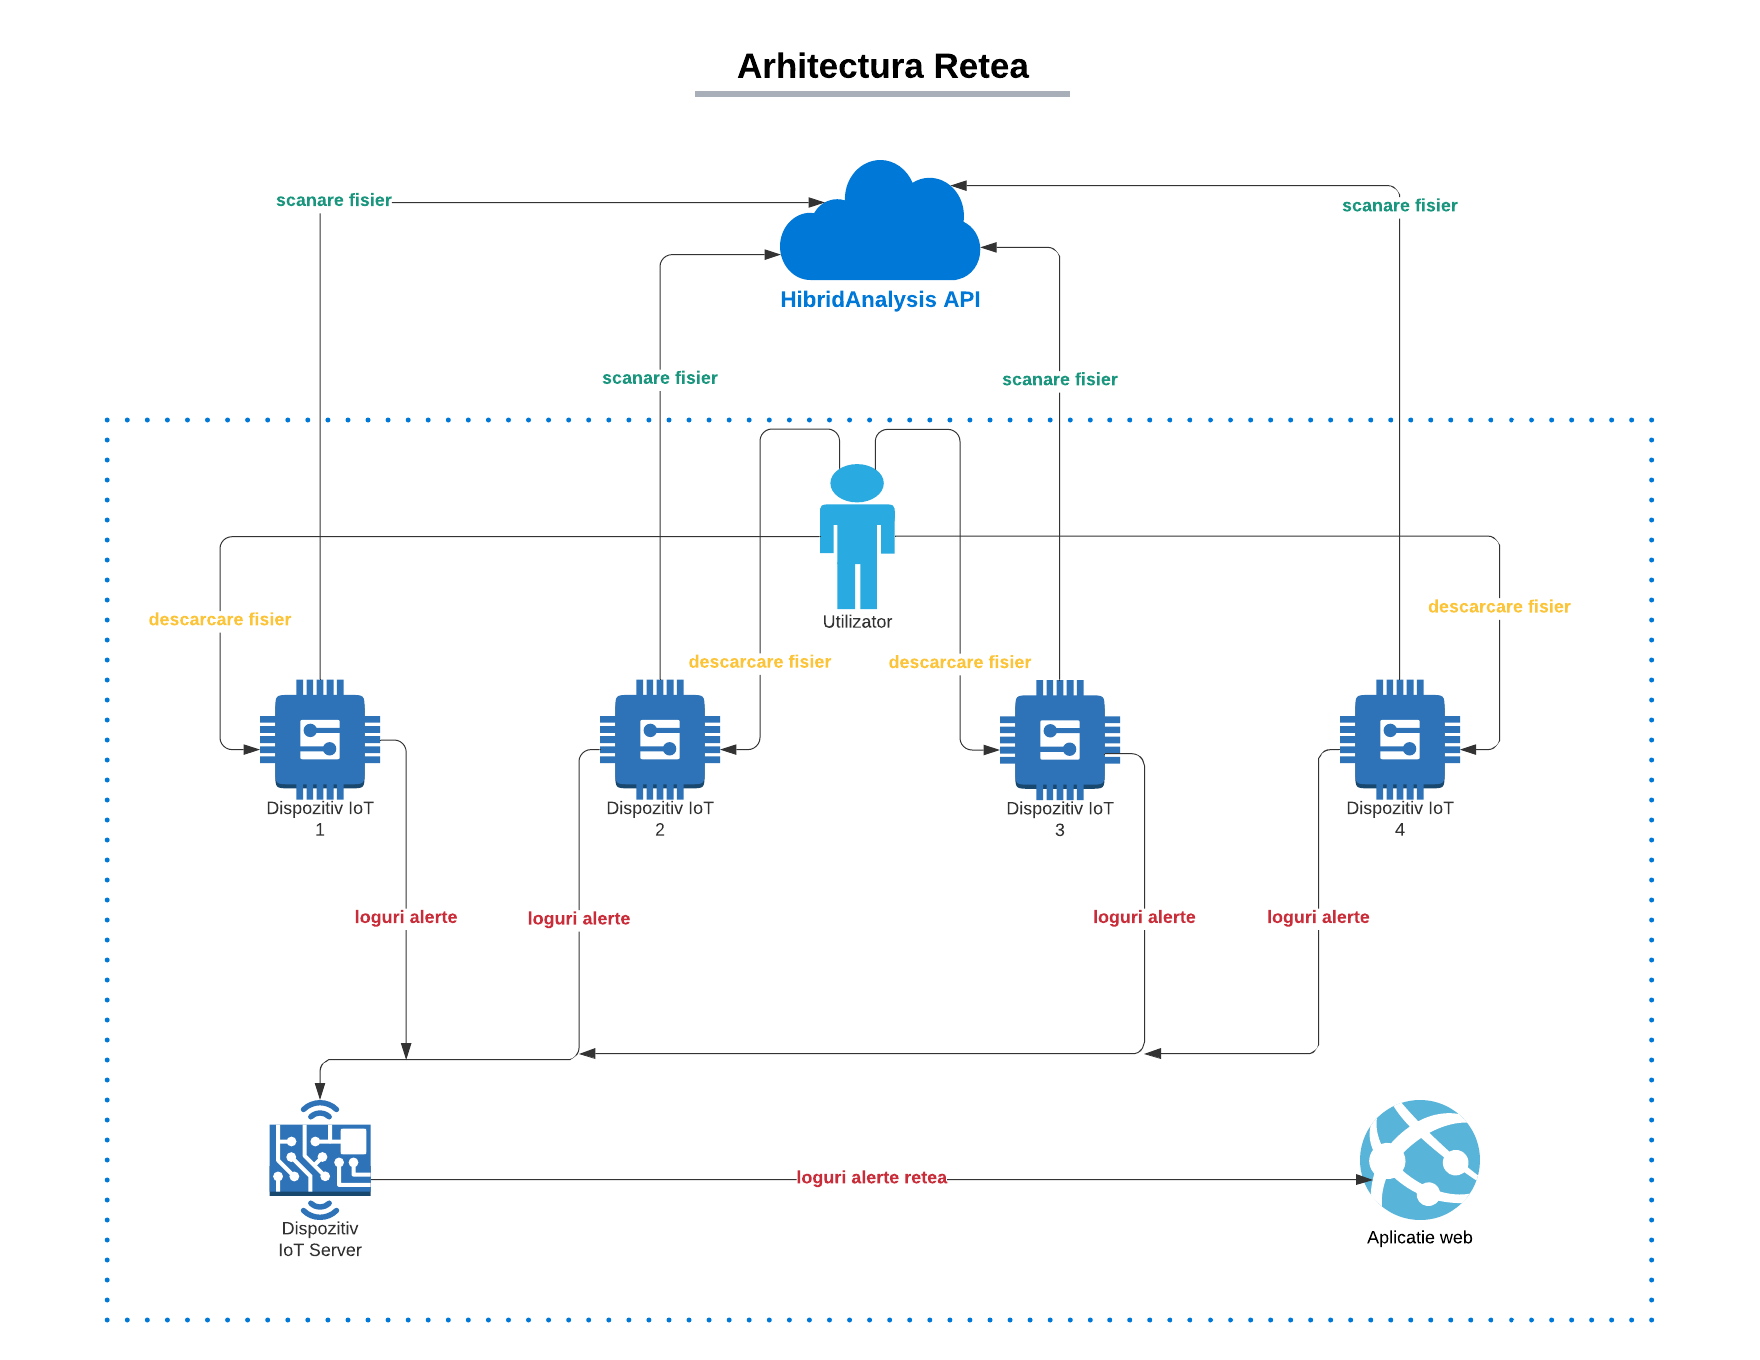 Arhitectura Retea
scanare fisier
scanare fisier
HibridAnalysis API
scanare fisier
scanare fisier
descarcare fisier
descarcare fisier
Utilizator
descarcare fisier
descarcare fisier
Dispozitiv IoT
1
Dispozitiv IoT
2
Dispozitiv IoT
3
Dispozitiv IoT
4
loguri alerte
loguri alerte
loguri alerte
loguri alerte
loguri alerte retea
Dispozitiv
IoT Server
Aplicatie web